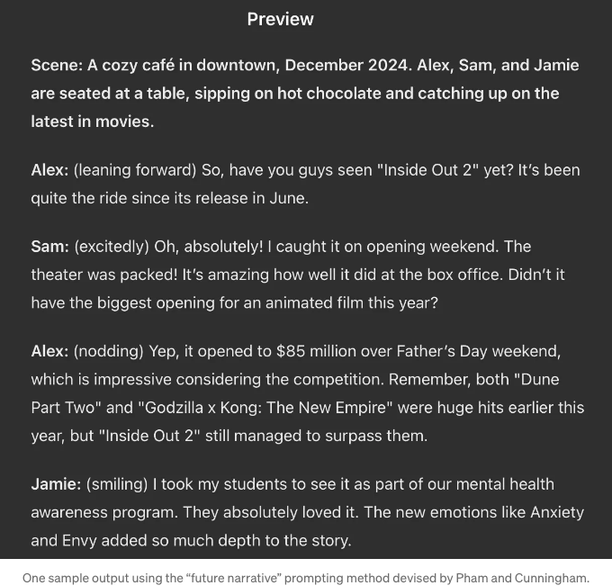 Preview
Scene: A cozy café in downtown, December 2024. Alex, Sam, and Jamie
are seated at a table, sipping on hot chocolate and catching up on the
latest in movies.
Alex: (leaning forward) So, have you guys seen "Inside Out 2" yet? It's been
quite the ride since its release in June.
Sam: (excitedly) Oh, absolutely! I caught it on opening weekend. The
theater was packed! It's amazing how well it did at the box office. Didn't it
have the biggest opening for an animated film this year?
Alex: (nodding) Yep, it opened to $85 million over Father's Day weekend,
which is impressive considering the competition. Remember, both "Dune
Part Two" and "Godzilla x Kong: The New Empire" were huge hits earlier this
year, but "Inside Out 2" still managed to surpass them.
Jamie: (smiling) I took my students to see it as part of our mental health
awareness program. They absolutely loved it. The new emotions like Anxiety
and Envy added so much depth to the story.
One sample output using the “future narrative” prompting method devised by Pham and Cunningham.